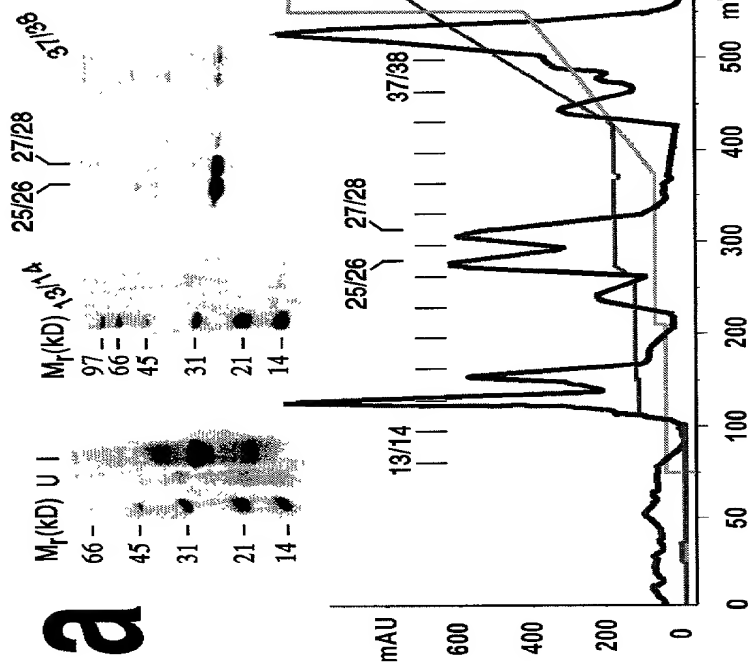 a
Mr(kD) U I
66 –
45 –
31 –
21 –
14 –
Mr(kD) 13/14 25/26 27/28 37/38
97 –
66 –
45 –
31 –
21 –
14 –
mAU
600
400
200
0
13/14 25/26 27/28 37/38
0 50 100 200 300 400 500 m